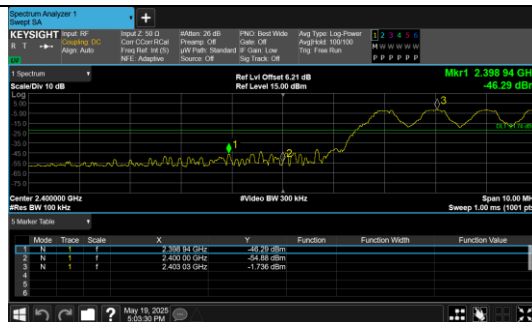 Spectrum Analyzer 1
Swept SA
+
KEYSIGHT Input: RF Input Z: 50 Ω #Atten: 26 dB PNO: Best Wide Avg Type: Log-Power 1 2 3 4 5 6
R T Coupling: DC Corr CCorr RCal Preamp: Off Gate: Off Avg|Hold: 100/100 M W W W W W
Align: Auto Freq Ref: Int (S) µW Path: Standard IF Gain: Low Trig: Free Run P P P P P P
NFE: Adaptive Source: Off Sig Track: Off
1 Spectrum
Scale/Div 10 dB
Ref Lvl Offset 6.21 dB
Ref Level 15.00 dBm
Mkr1 2.398 94 GHz
-46.29 dBm
Log
5.00
-5.00
-15.0
-25.0
-35.0
-45.0
-55.0
-65.0
-75.0
1
2
3
Center 2.400000 GHz
#Res BW 100 kHz
#Video BW 300 kHz
Span 10.00 MHz
Sweep 1.00 ms (1001 pts)
5 Marker Table
Mode Trace Scale X Y Function Function Width Function Value
1 N 1 f 2.398 94 GHz -46.29 dBm
2 N 1 f 2.400 00 GHz -54.88 dBm
3 N 1 f 2.403 03 GHz -1.736 dBm
4
5
6
?
May 19, 2025
5:03:30 PM